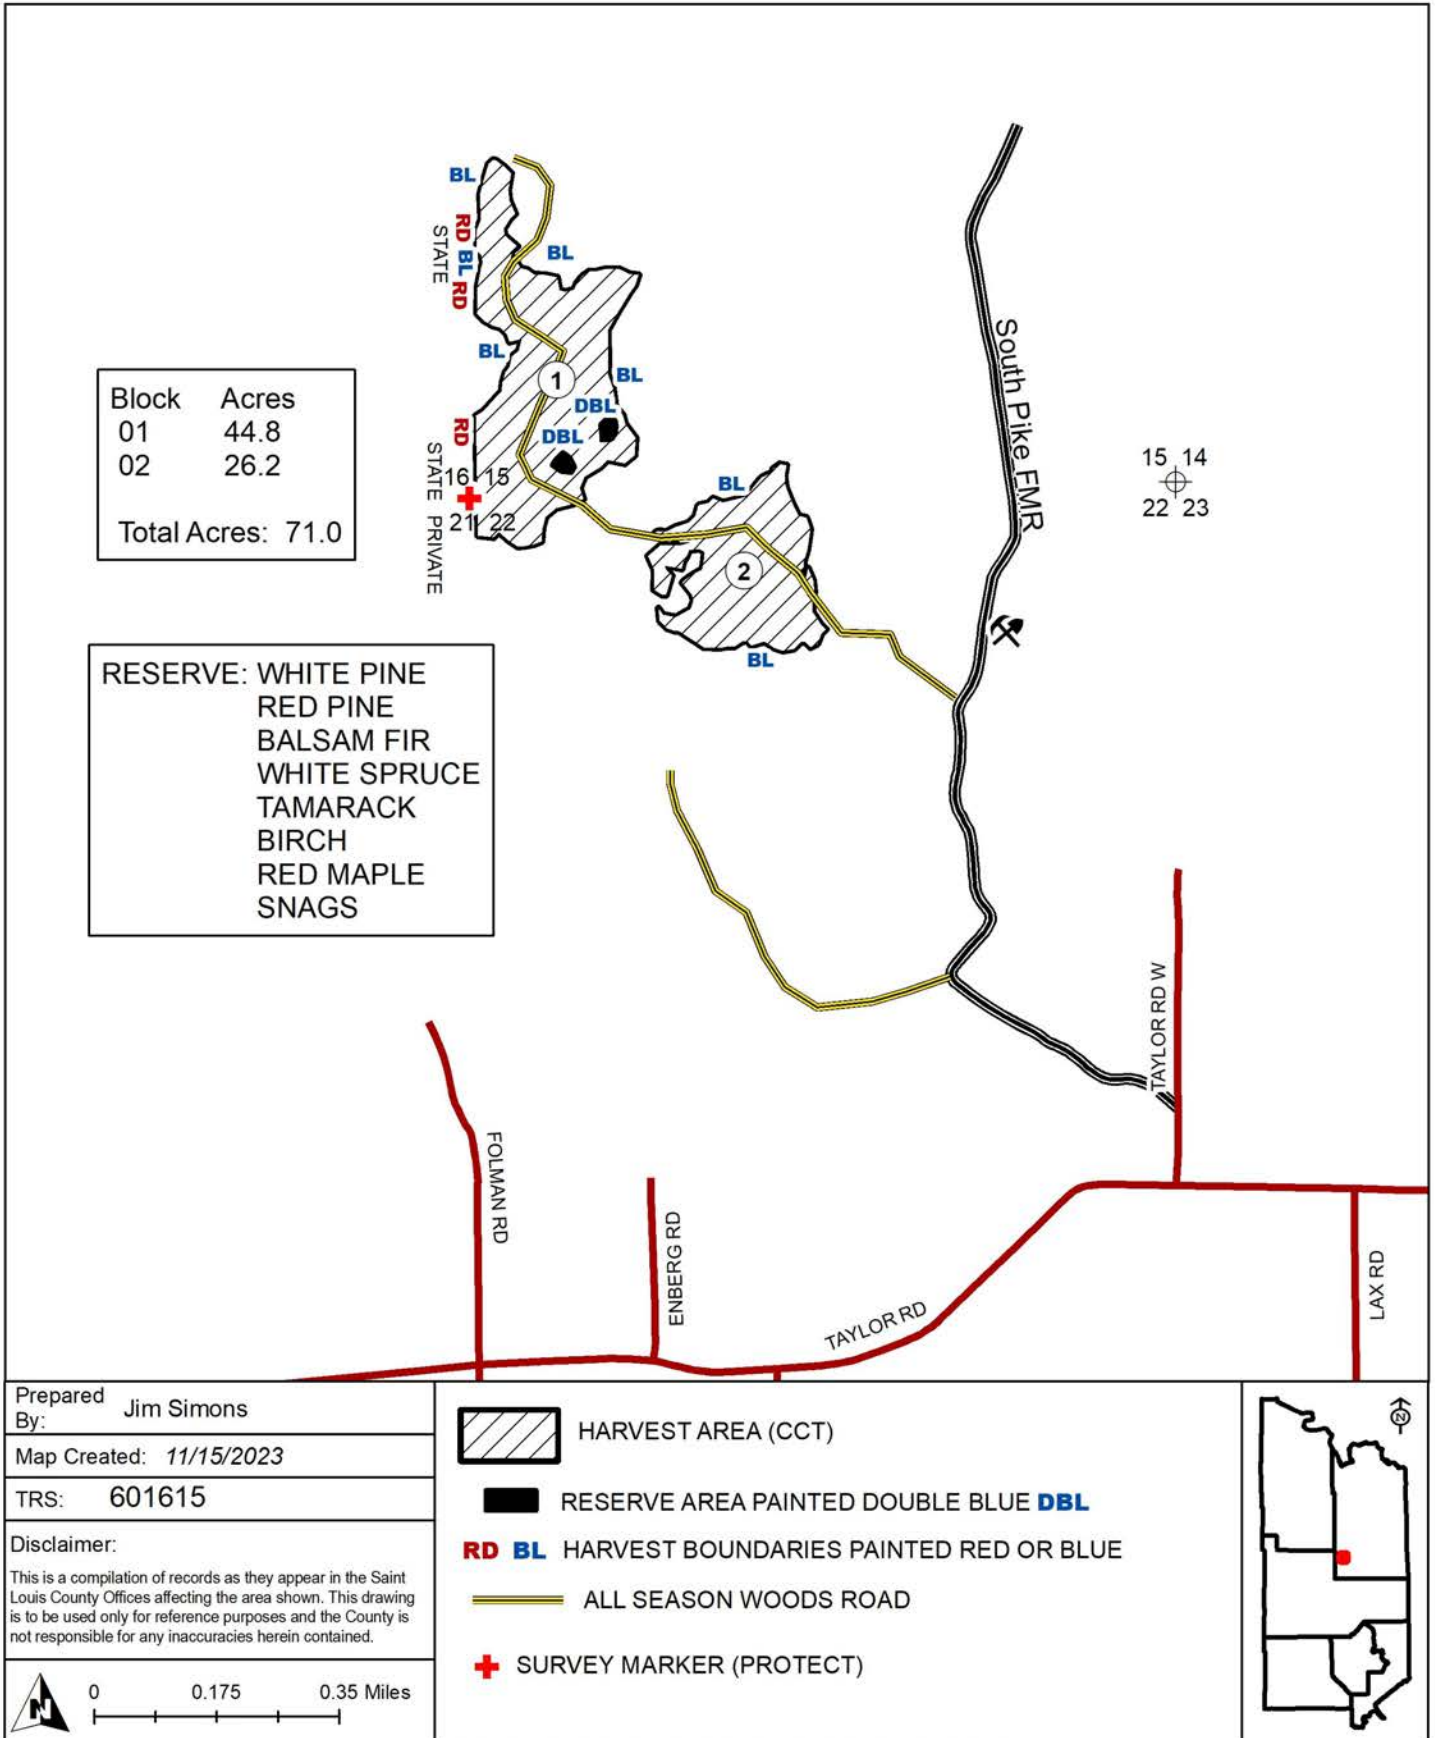 BL
RD
STATE
BL
RD
BL
BL
BL
1
DBL
DBL
RD
STATE
16 15
21 22
PRIVATE
BL
2
BL
South Pike FMR
15 14
22 23
Block Acres
01 44.8
02 26.2
Total Acres: 71.0
RESERVE: WHITE PINE
RED PINE
BALSAM FIR
WHITE SPRUCE
TAMARACK
BIRCH
RED MAPLE
SNAGS
TAYLOR RD W
FOLMAN RD
ENBERG RD
TAYLOR RD
LAX RD
Prepared By: Jim Simons
Map Created: 11/15/2023
TRS: 601615
Disclaimer:
This is a compilation of records as they appear in the Saint
Louis County Offices affecting the area shown. This drawing
is to be used only for reference purposes and the County is
not responsible for any inaccuracies herein contained.
N
0 0.175 0.35 Miles
HARVEST AREA (CCT)
RESERVE AREA PAINTED DOUBLE BLUE DBL
RD BL HARVEST BOUNDARIES PAINTED RED OR BLUE
ALL SEASON WOODS ROAD
SURVEY MARKER (PROTECT)
N